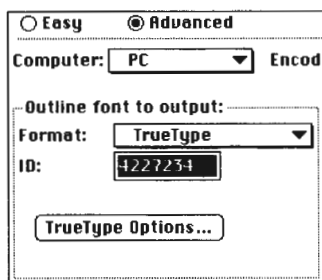 Easy Advanced
Computer: PC Encod
Outline font to output:
Format: TrueType
ID: 4227234
TrueType Options...